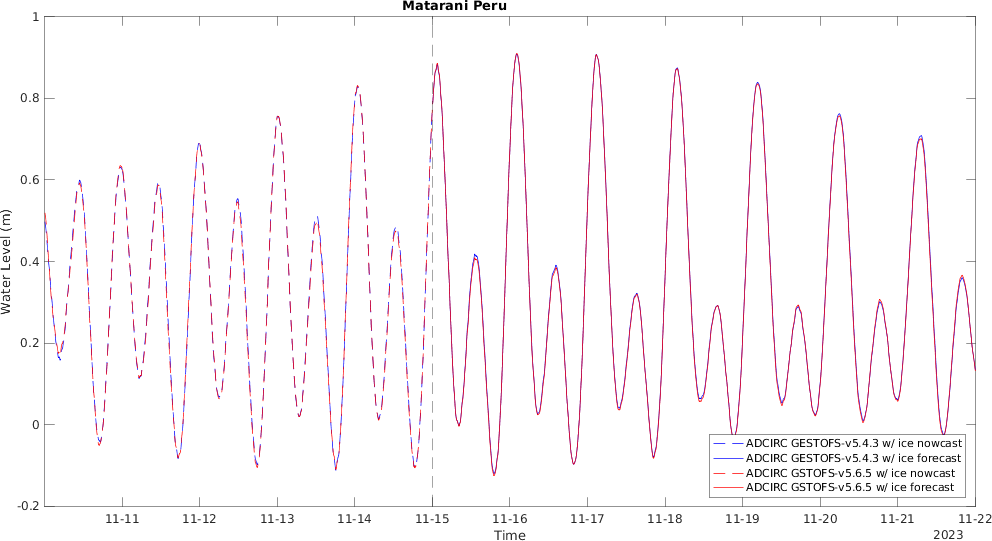 Matarani Peru
1
0.8
0.6
0.4
0.2
0
-0.2
Water Level (m)
11-11 11-12 11-13 11-14 11-15 11-16 11-17 11-18 11-19 11-20 11-21 11-22
Time
2023
ADCIRC GESTOFS-v5.4.3 w/ ice nowcast
ADCIRC GESTOFS-v5.4.3 w/ ice forecast
ADCIRC GSTOFS-v5.6.5 w/ ice nowcast
ADCIRC GSTOFS-v5.6.5 w/ ice forecast